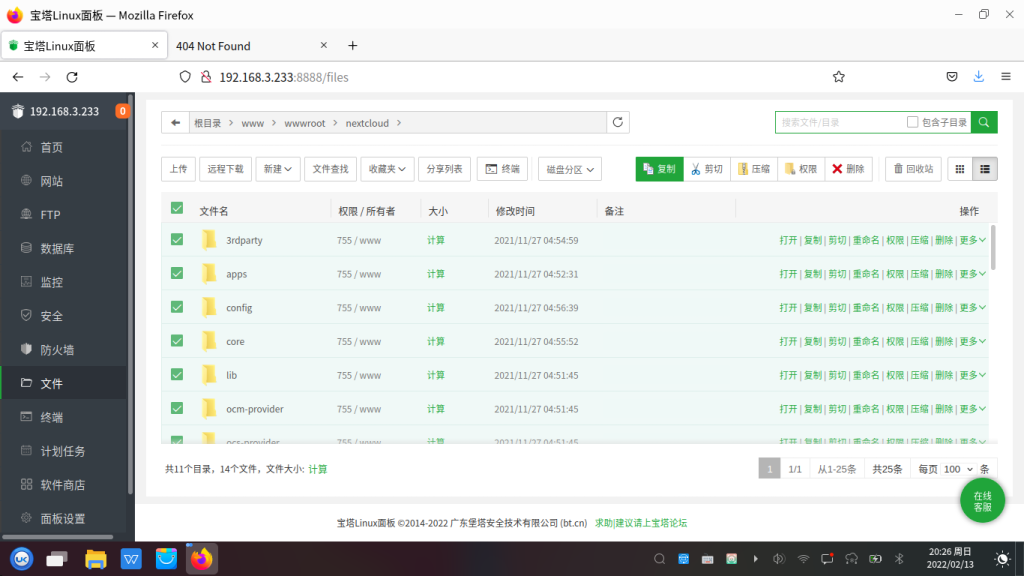 宝塔Linux面板 — Mozilla Firefox
宝塔Linux面板
404 Not Found
192.168.3.233:8888/files
192.168.3.233
0
首页
网站
FTP
数据库
监控
安全
防火墙
文件
终端
计划任务
软件商店
面板设置
根目录 > www > wwwroot > nextcloud >
搜索文件/目录
包含子目录
上传 远程下载 新建 文件查找 收藏夹 分享列表 终端 磁盘分区 复制 剪切 压缩 权限 删除 回收站
文件名 权限 / 所有者 大小 修改时间 备注 操作
3rdparty 755 / www 计算 2021/11/27 04:54:59 打开 | 复制 | 剪切 | 重命名 | 权限 | 压缩 | 删除 | 更多
apps 755 / www 计算 2021/11/27 04:52:31 打开 | 复制 | 剪切 | 重命名 | 权限 | 压缩 | 删除 | 更多
config 755 / www 计算 2021/11/27 04:56:39 打开 | 复制 | 剪切 | 重命名 | 权限 | 压缩 | 删除 | 更多
core 755 / www 计算 2021/11/27 04:55:52 打开 | 复制 | 剪切 | 重命名 | 权限 | 压缩 | 删除 | 更多
lib 755 / www 计算 2021/11/27 04:51:45 打开 | 复制 | 剪切 | 重命名 | 权限 | 压缩 | 删除 | 更多
ocm-provider 755 / www 计算 2021/11/27 04:51:45 打开 | 复制 | 剪切 | 重命名 | 权限 | 压缩 | 删除 | 更多
ocs-provider 755 / www 计算 2021/11/27 04:51:45 打开 | 复制 | 剪切 | 重命名 | 权限 | 压缩 | 删除 | 更多
共11个目录，14个文件，文件大小: 计算
1 1/1 从1-25条 共25条 每页 100 条
在线
客服
宝塔Linux面板 ©2014-2022 广东堡塔安全技术有限公司 (bt.cn) 求助|建议请上宝塔论坛
UK
W
20:26 周日
2022/02/13